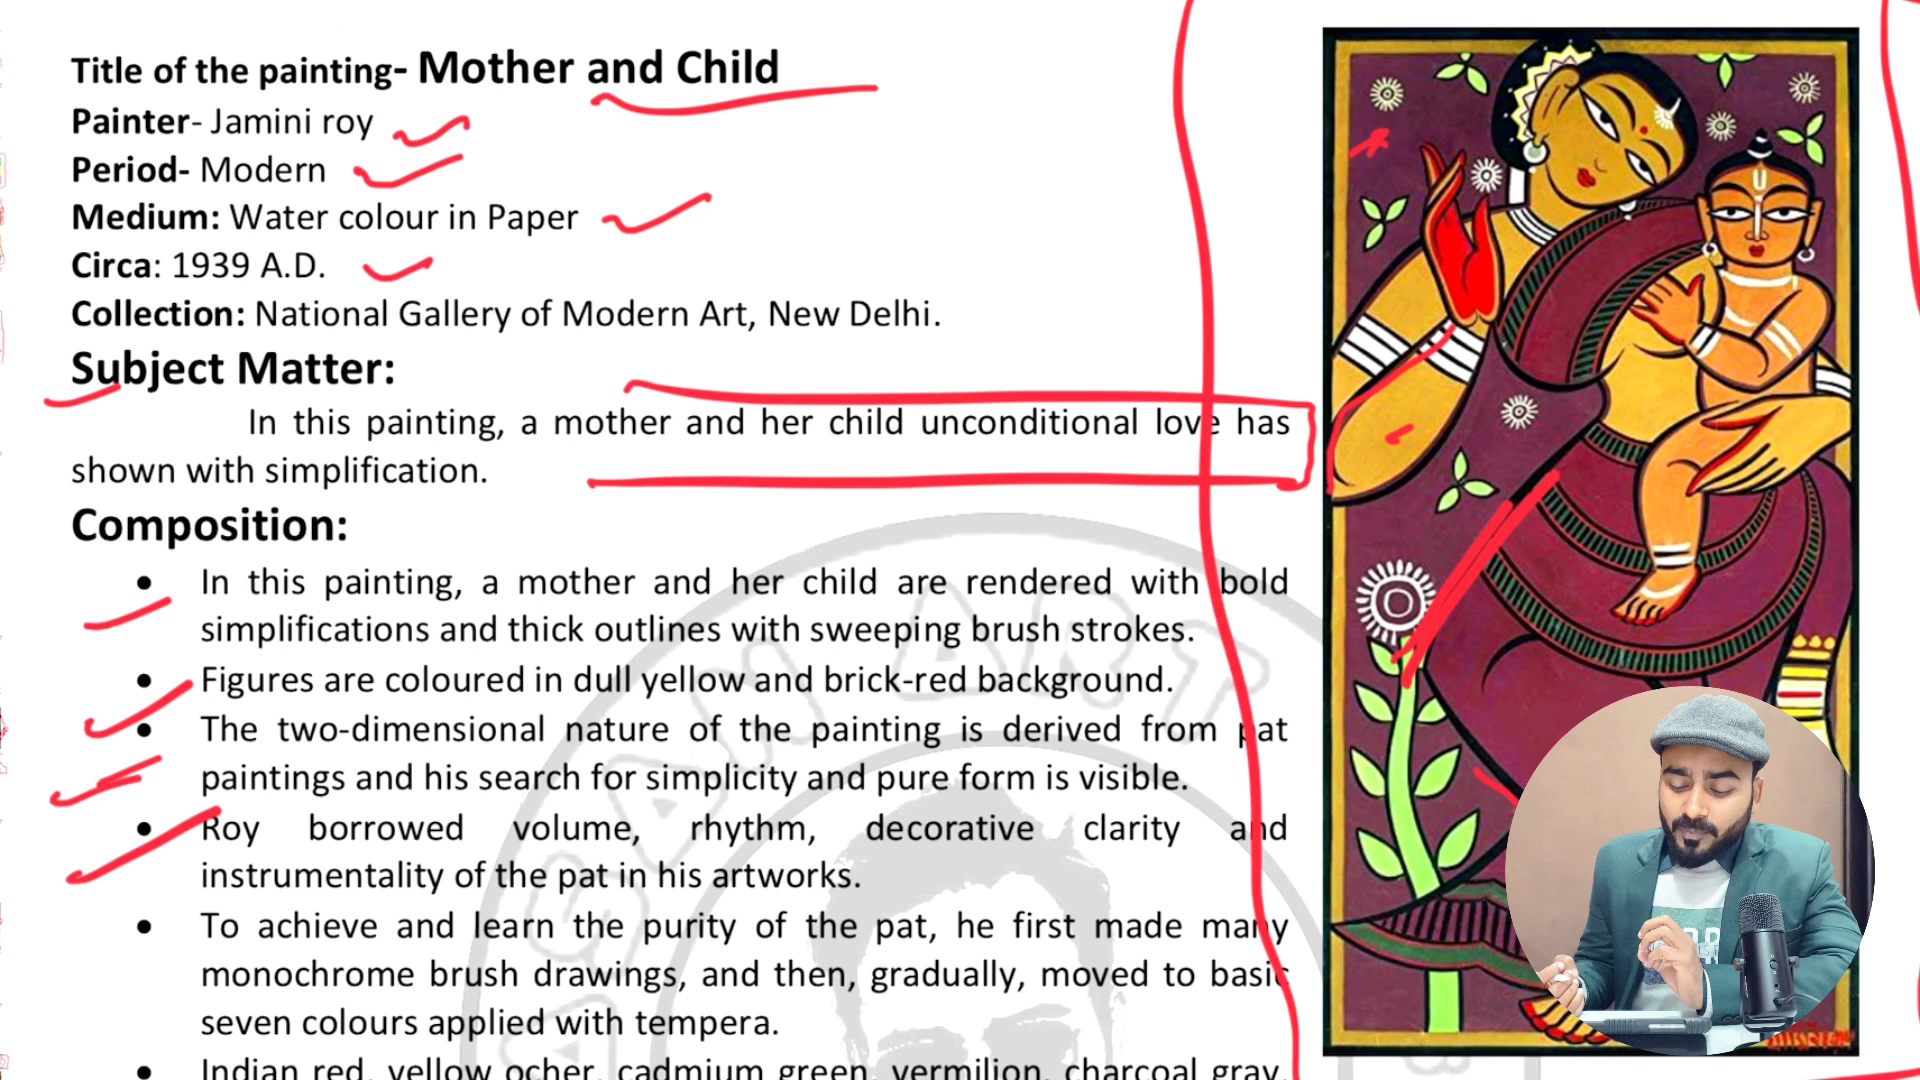 Title of the painting- Mother and Child
Painter- Jamini roy
Period- Modern
Medium: Water colour in Paper
Circa: 1939 A.D.
Collection: National Gallery of Modern Art, New Delhi.
Subject Matter:
In this painting, a mother and her child unconditional love has
shown with simplification.
Composition:
• In this painting, a mother and her child are rendered with bold
simplifications and thick outlines with sweeping brush strokes.
• Figures are coloured in dull yellow and brick-red background.
• The two-dimensional nature of the painting is derived from pat
paintings and his search for simplicity and pure form is visible.
• Roy borrowed volume, rhythm, decorative clarity and
instrumentality of the pat in his artworks.
• To achieve and learn the purity of the pat, he first made many
monochrome brush drawings, and then, gradually, moved to basic
seven colours applied with tempera.
• Indian red, yellow ocher, cadmium green, vermilion, charcoal gray,
ART